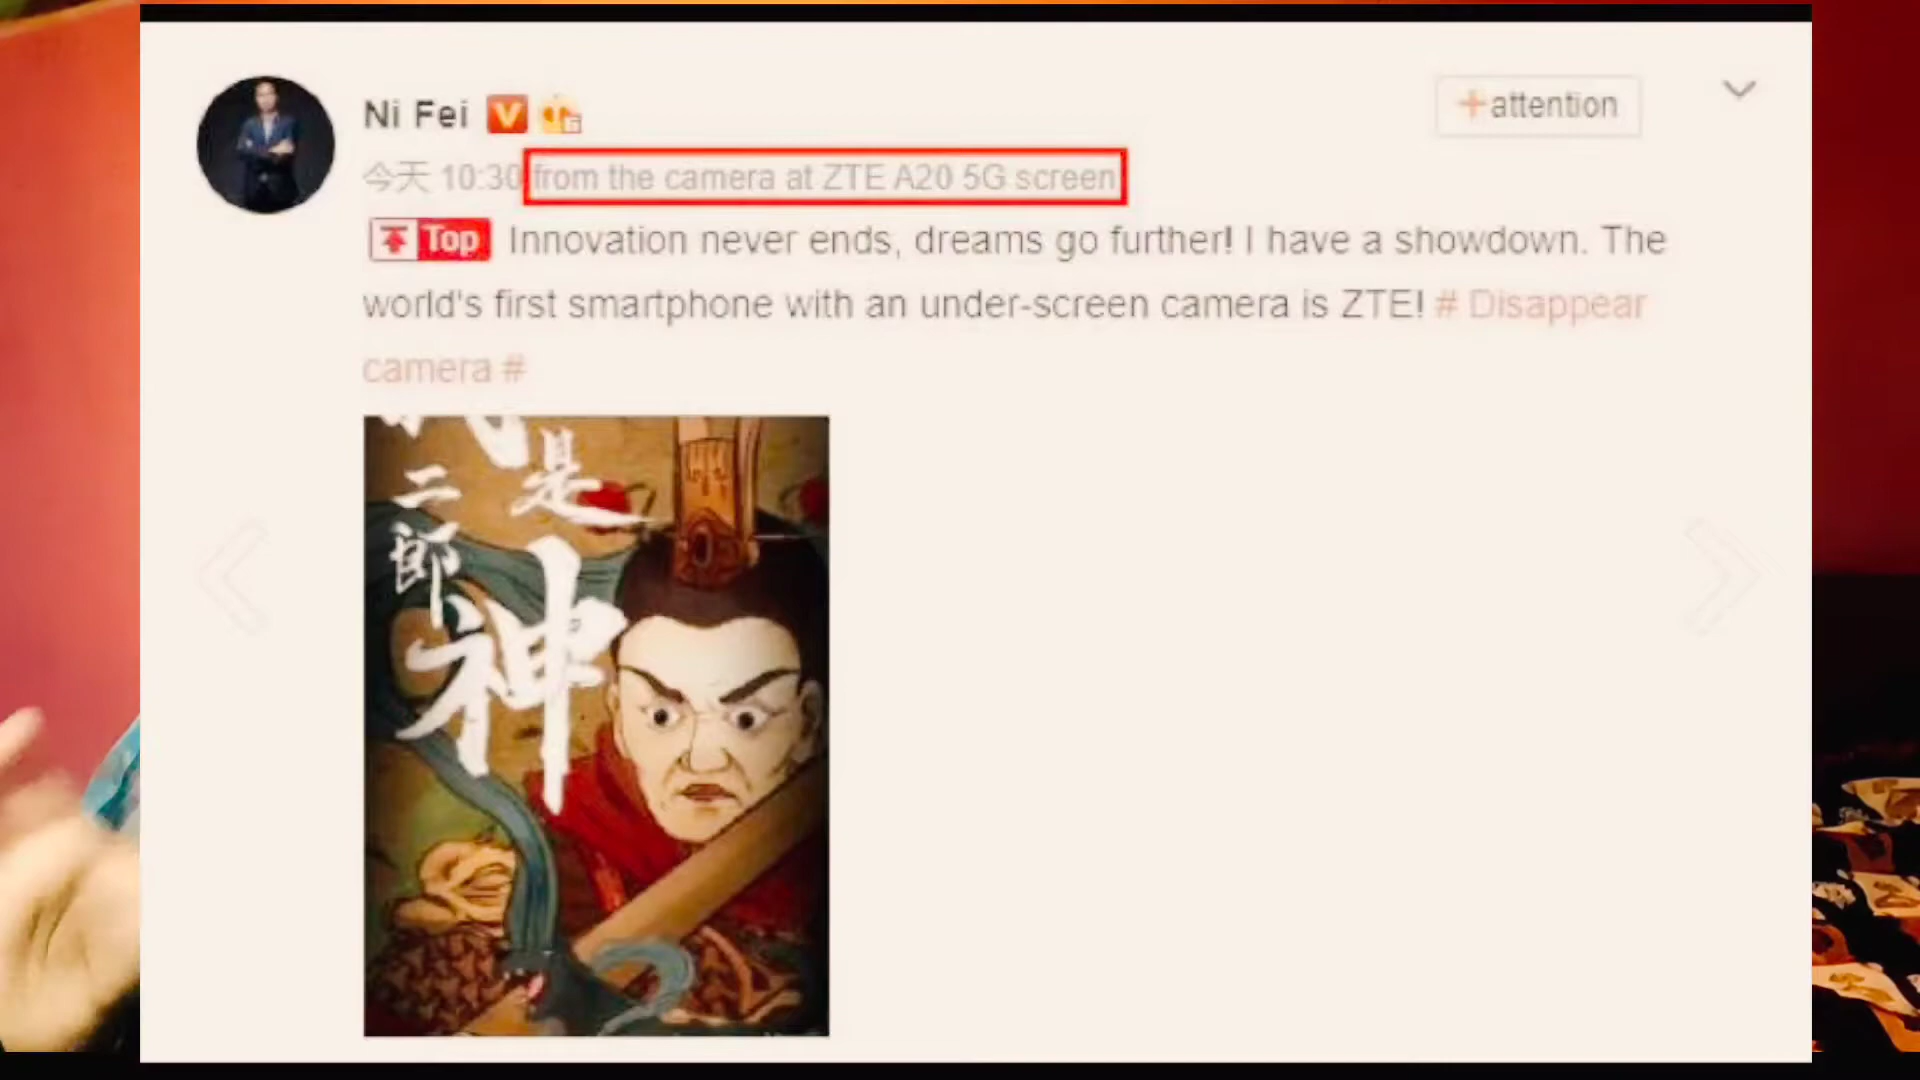 Ni Fei V
+attention
今天 10:30 from the camera at ZTE A20 5G screen
Top Innovation never ends, dreams go further! I have a showdown. The
world's first smartphone with an under-screen camera is ZTE! # Disappear
camera #
是
二郎
神